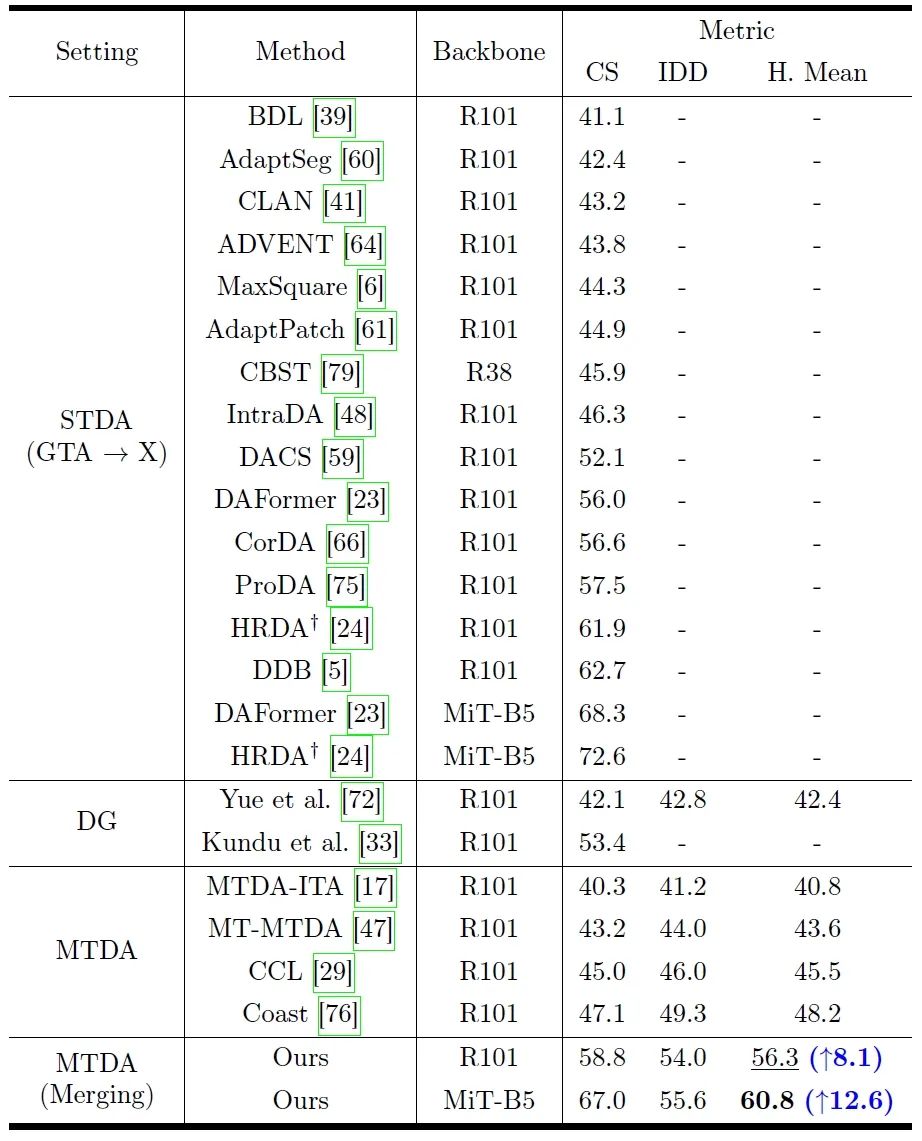 Setting Method Backbone Metric
CS IDD H. Mean
STDA
(GTA → X)
BDL [39] R101 41.1 - -
AdaptSeg [60] R101 42.4 - -
CLAN [41] R101 43.2 - -
ADVENT [64] R101 43.8 - -
MaxSquare [6] R101 44.3 - -
AdaptPatch [61] R101 44.9 - -
CBST [79] R38 45.9 - -
IntraDA [48] R101 46.3 - -
DACS [59] R101 52.1 - -
DAFormer [23] R101 56.0 - -
CorDA [66] R101 56.6 - -
ProDA [75] R101 57.5 - -
HRDA† [24] R101 61.9 - -
DDB [5] R101 62.7 - -
DAFormer [23] MiT-B5 68.3 - -
HRDA† [24] MiT-B5 72.6 - -
DG
Yue et al. [72] R101 42.1 42.8 42.4
Kundu et al. [33] R101 53.4 - -
MTDA
MTDA-ITA [17] R101 40.3 41.2 40.8
MT-MTDA [47] R101 43.2 44.0 43.6
CCL [29] R101 45.0 46.0 45.5
Coast [76] R101 47.1 49.3 48.2
MTDA
(Merging)
Ours R101 58.8 54.0 56.3 (↑8.1)
Ours MiT-B5 67.0 55.6 60.8 (↑12.6)